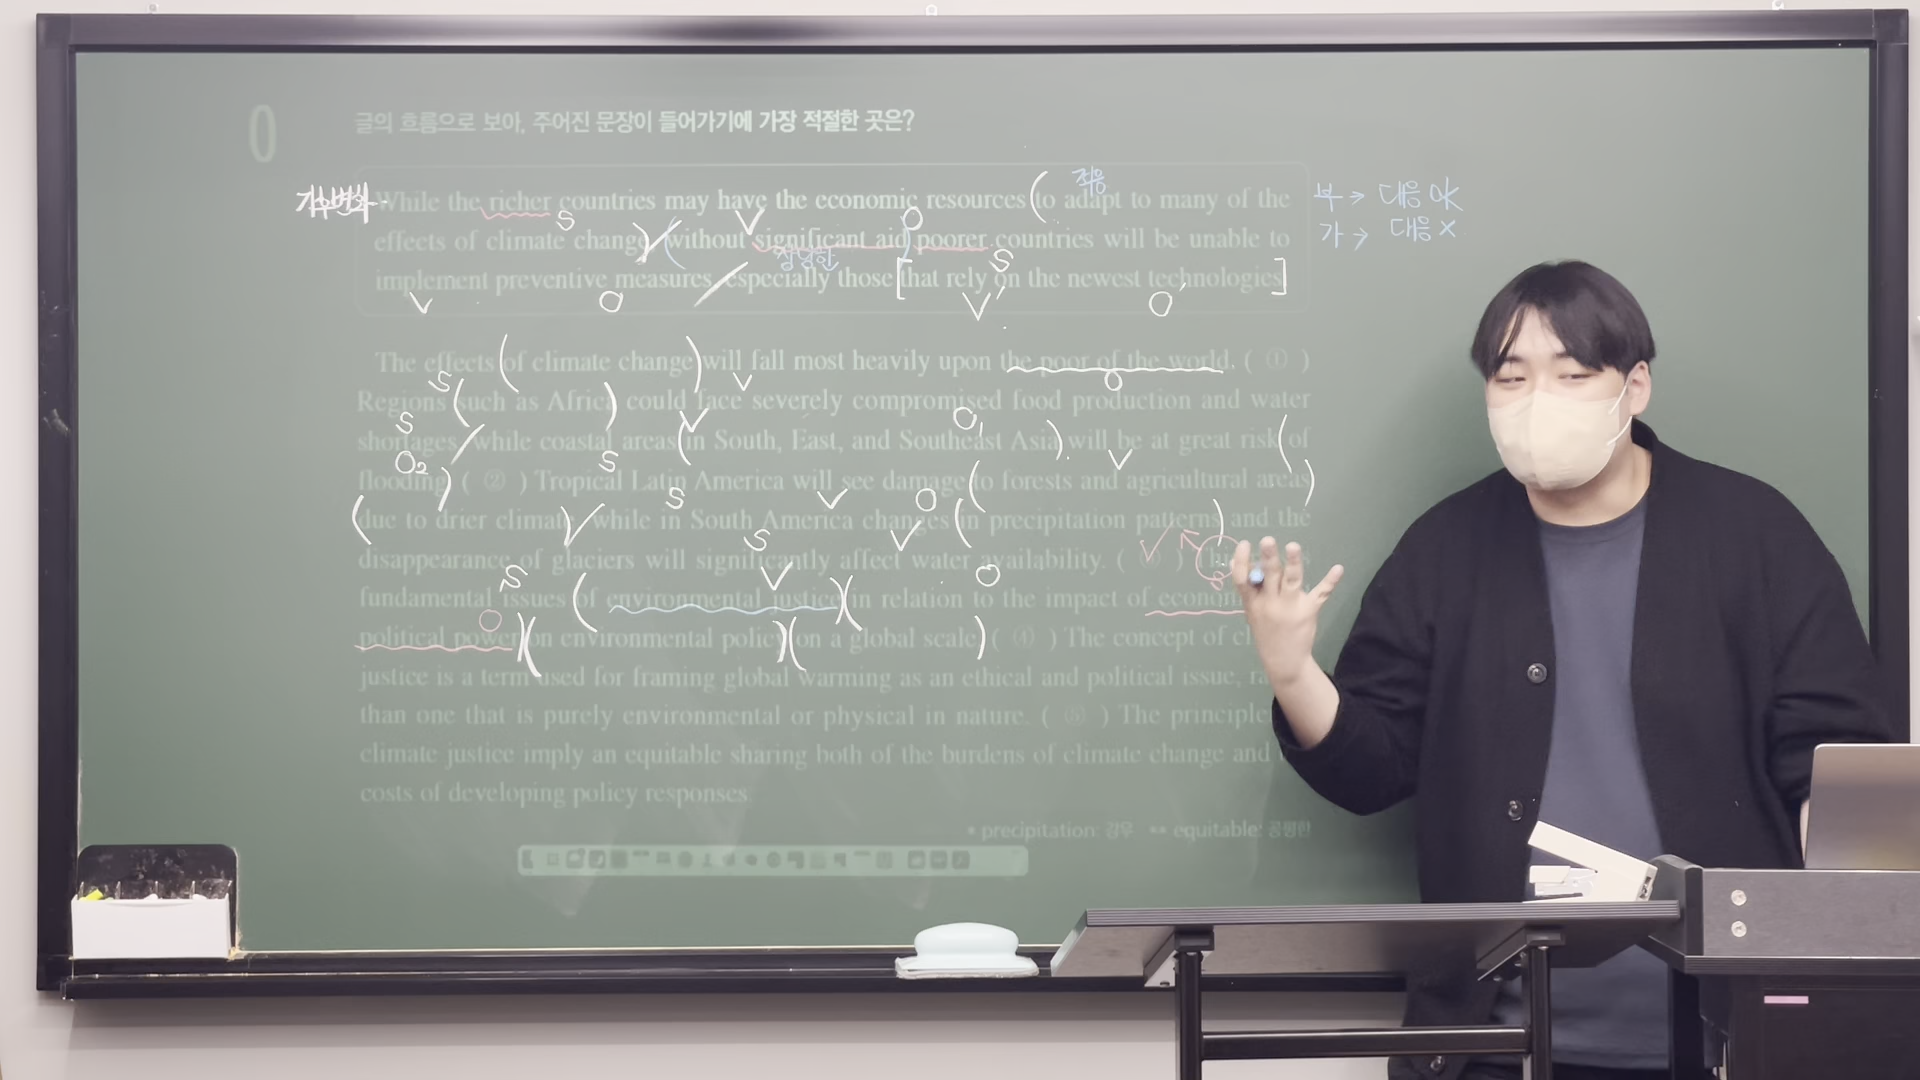 0
글의 흐름으로 보아, 주어진 문장이 들어가기에 가장 적절한 곳은?
적응
기후변화
While the richer countries may have the economic resources to adapt to many of the
부 → 대응 OK
S V O
effects of climate change, without significant aid poorer countries will be unable to
가 → 대응 X
상당한 S
implement preventive measures, especially those that rely on the newest technologies.
V O V' O'
The effects of climate change will fall most heavily upon the poor of the world. ( ① )
S V O
Regions such as Africa could face severely compromised food production and water
S V O₁
shortages, while coastal areas in South, East, and Southeast Asia will be at great risk of
O₂ S V
flooding. ( ② ) Tropical Latin America will see damage to forests and agricultural areas
S V O
due to drier climate, while in South America changes in precipitation patterns and the
S V
disappearance of glaciers will significantly affect water availability. ( )
S V O
fundamental issues of environmental justice in relation to the impact of
political power on environmental policy on a global scale. ( ④ ) The concept of
justice is a term used for framing global warming as an ethical and political issue,
than one that is purely environmental or physical in nature. ( ⑤ ) The principle
climate justice imply an equitable sharing both of the burdens of climate change and
costs of developing policy responses.
* precipitation: 강우 ** equitable: 공평한